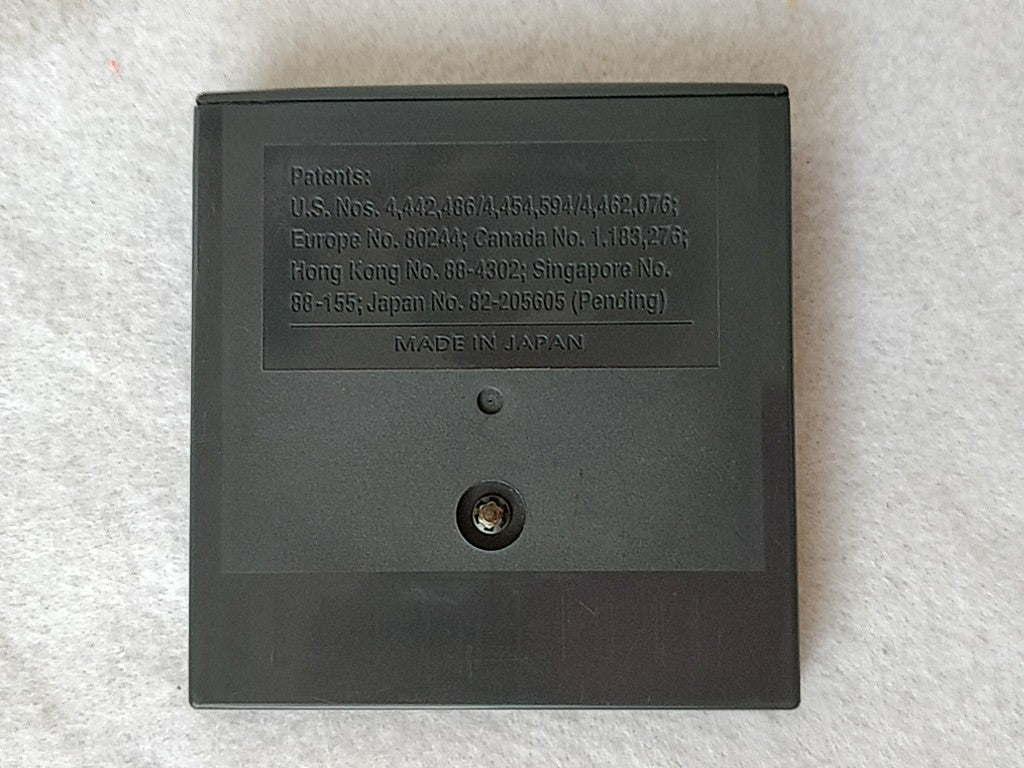 Patents:
U.S. Nos. 4,442,486/4,454,594/4,462,076;
Europe No. 80244; Canada No. 1,183,276;
Hong Kong No. 88-4302; Singapore No.
88-155; Japan No. 82-205605 (Pending)
MADE IN JAPAN